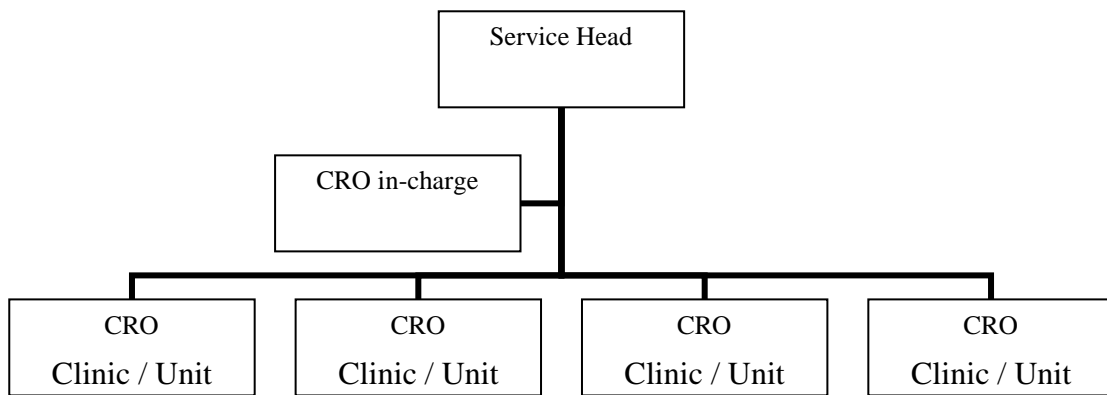 Service Head
CRO in-charge
CRO
Clinic / Unit
CRO
Clinic / Unit
CRO
Clinic / Unit
CRO
Clinic / Unit